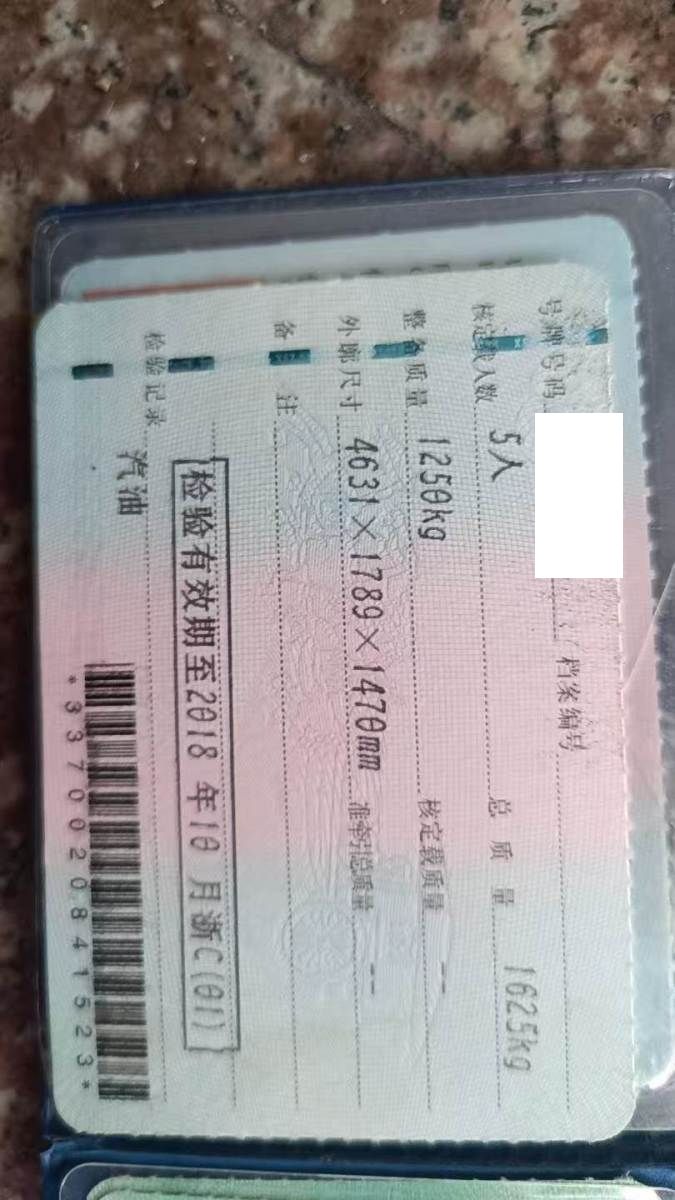 号牌号码 档案编号
核定载人数 5人 总质量 1625kg
整备质量 1250kg 核定载质量 --
外廓尺寸 4631×1789×1470mm 准牵引总质量 --
备注
检验有效期至2018年10月浙C(01)
检验记录
汽油
*3370020841523*